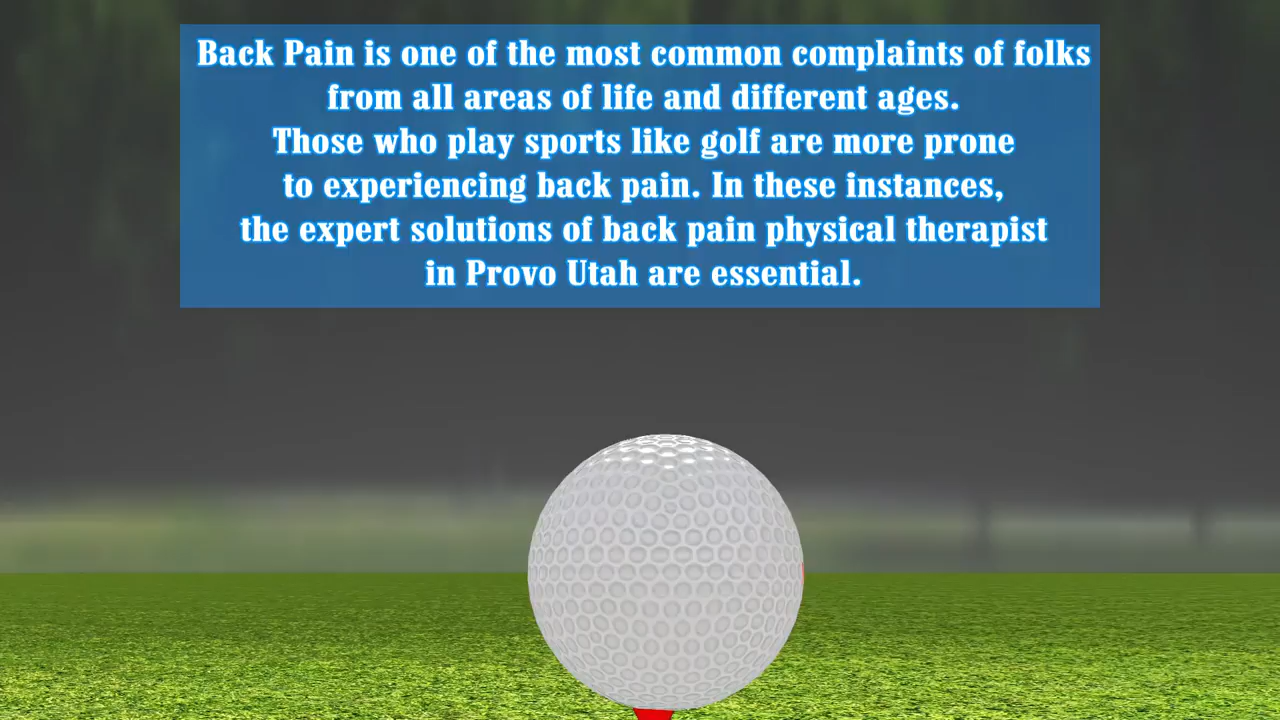 Back Pain is one of the most common complaints of folks
from all areas of life and different ages.
Those who play sports like golf are more prone
to experiencing back pain. In these instances,
the expert solutions of back pain physical therapist
in Provo Utah are essential.